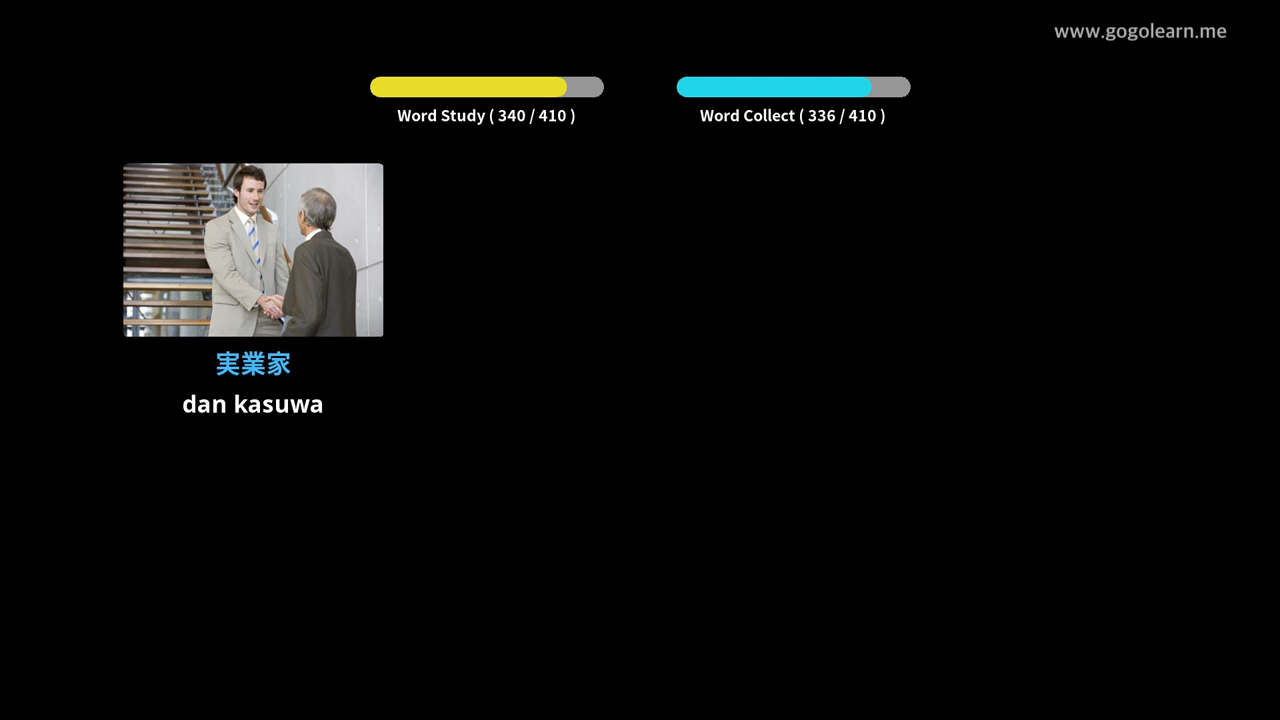 www.gogolearn.me
Word Study ( 340 / 410 )
Word Collect ( 336 / 410 )
実業家
dan kasuwa